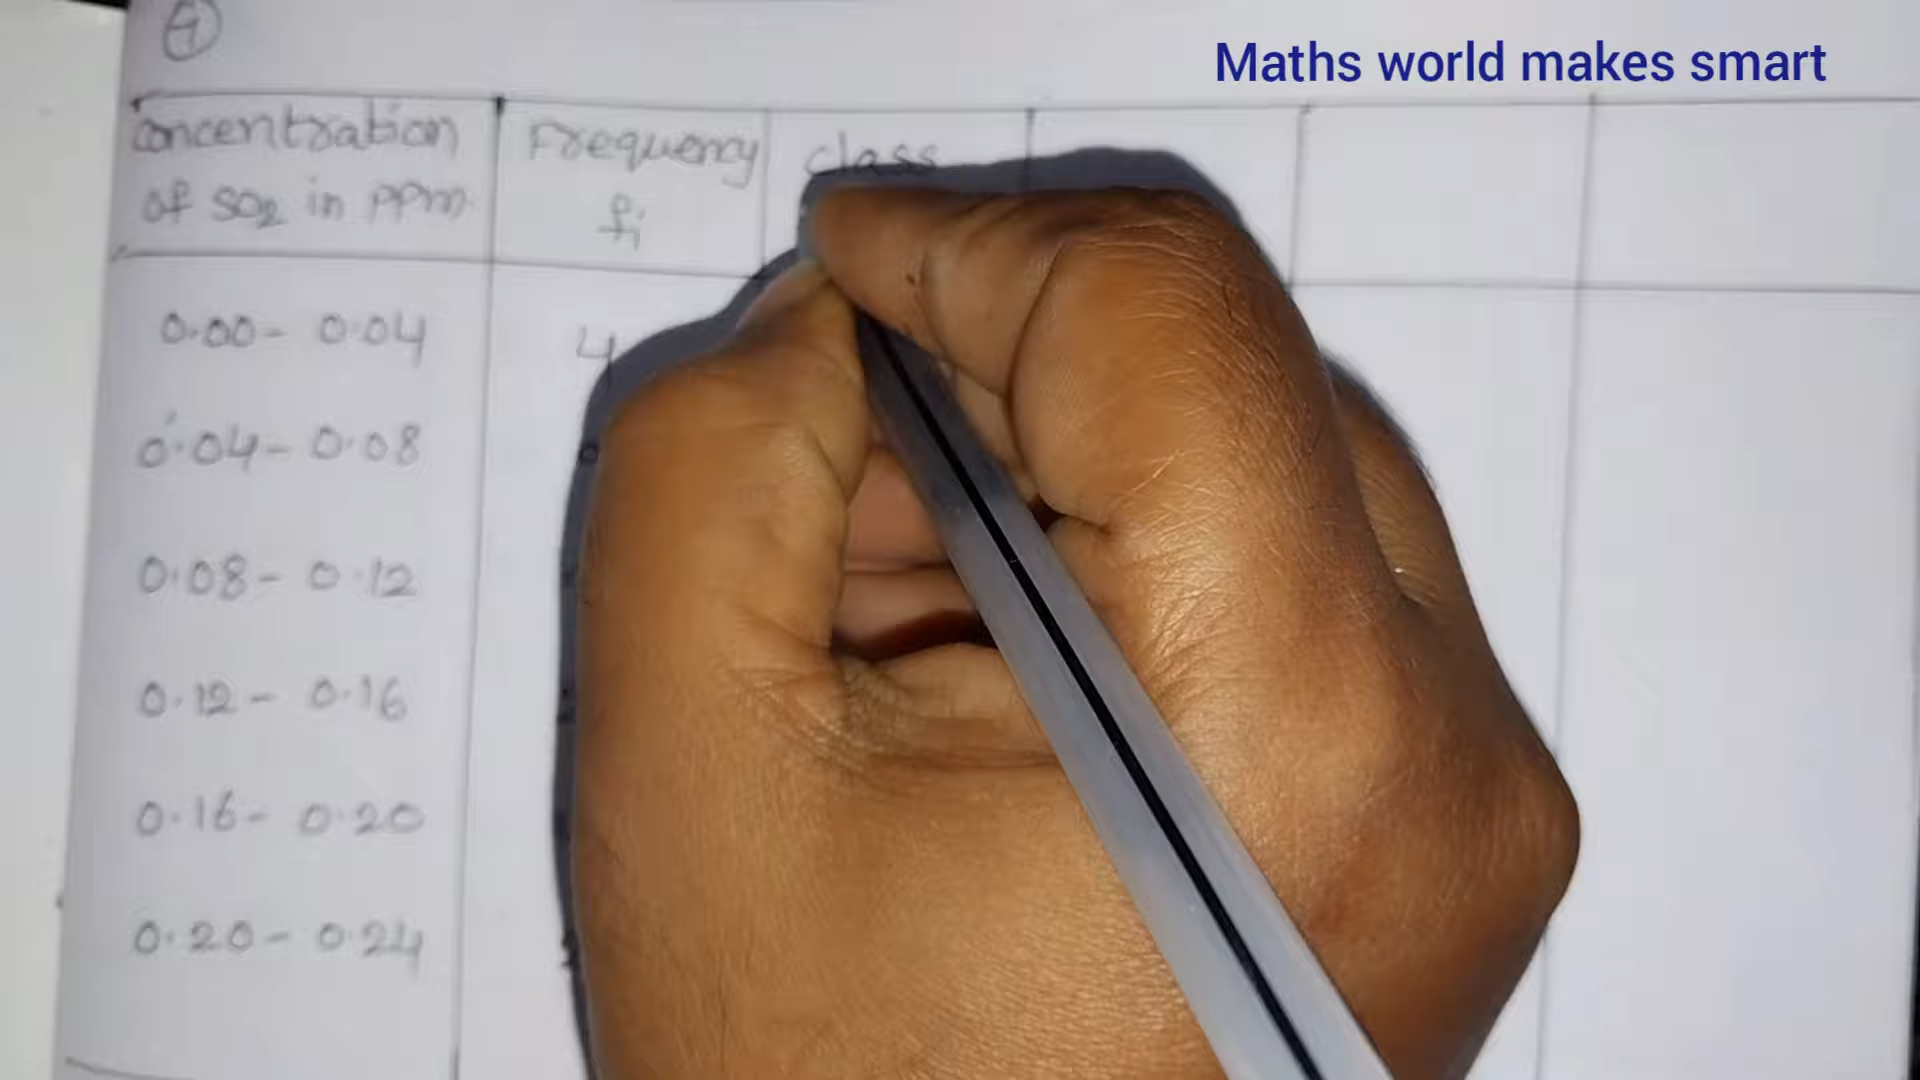 4
Maths world makes smart
concentration
of SO2 in PPm
Frequency
fi
class
0.00- 0.04
4
0.04- 0.08
0.08- 0.12
0.12- 0.16
0.16- 0.20
0.20- 0.24